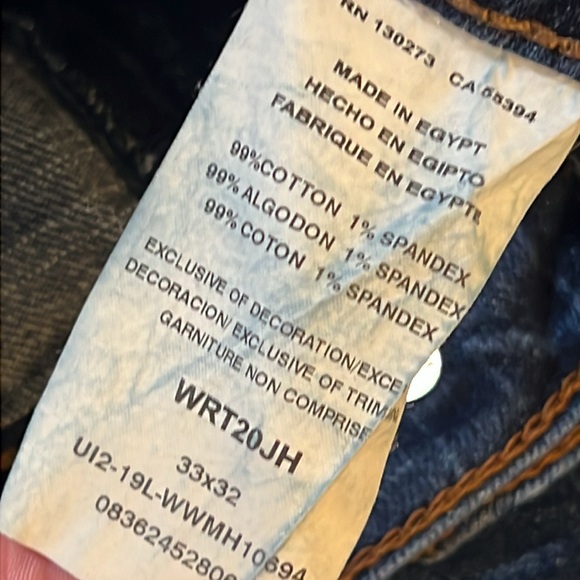 RN 130273 CA 55394
MADE IN EGYPT
HECHO EN EGIPTO
FABRIQUE EN EGYPTE
99%COTTON 1% SPANDEX
99% ALGODON 1% SPANDEX
99% COTON 1% SPANDEX
EXCLUSIVE OF DECORATION/EXCE
DECORACION/ EXCLUSIVE OF TRIM
GARNITURE NON COMPRISE
WRT20JH
33x32
UI2-19L-WWMH10694
0836245280